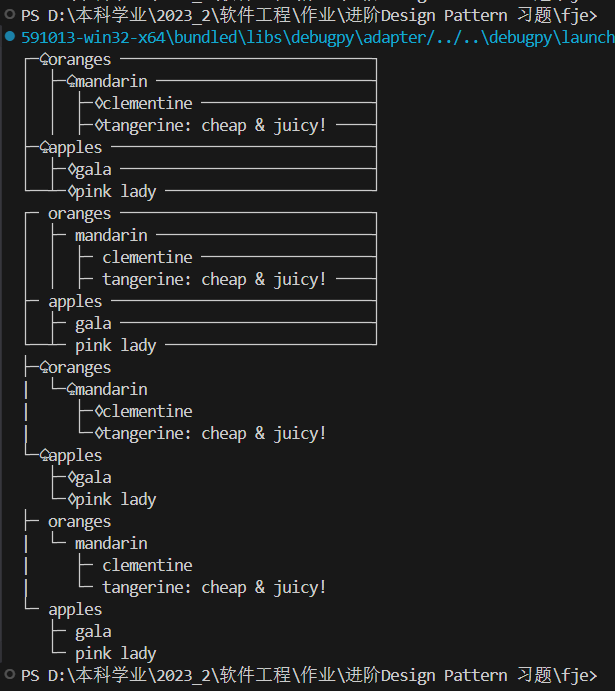 PS D:\本科学业\2023_2\软件工程\作业\进阶Design Pattern 习题\fje>
591013-win32-x64\bundled\libs\debugpy\adapter/../..\debugpy\launch
┌─♤oranges ─────────────────────────────┐
│  ├─♤mandarin ─────────────────────────┤
│  │  ├─◊clementine ────────────────────┤
│  │  ├─◊tangerine: cheap & juicy! ─────┤
├─♤apples ──────────────────────────────┤
│  ├─◊gala ─────────────────────────────┤
└──┴─◊pink lady ────────────────────────┘
┌─ oranges ─────────────────────────────┐
│  ├─ mandarin ─────────────────────────┤
│  │  ├─ clementine ────────────────────┤
│  │  ├─ tangerine: cheap & juicy! ─────┤
├─ apples ──────────────────────────────┤
│  ├─ gala ─────────────────────────────┤
└──┴─ pink lady ────────────────────────┘
├─♤oranges
|  └─♤mandarin
|     ├─◊clementine
|     └─◊tangerine: cheap & juicy!
└─♤apples
   ├─◊gala
   └─◊pink lady
├─ oranges
|  └─ mandarin
|     ├─ clementine
|     └─ tangerine: cheap & juicy!
└─ apples
   ├─ gala
   └─ pink lady
PS D:\本科学业\2023_2\软件工程\作业\进阶Design Pattern 习题\fje>